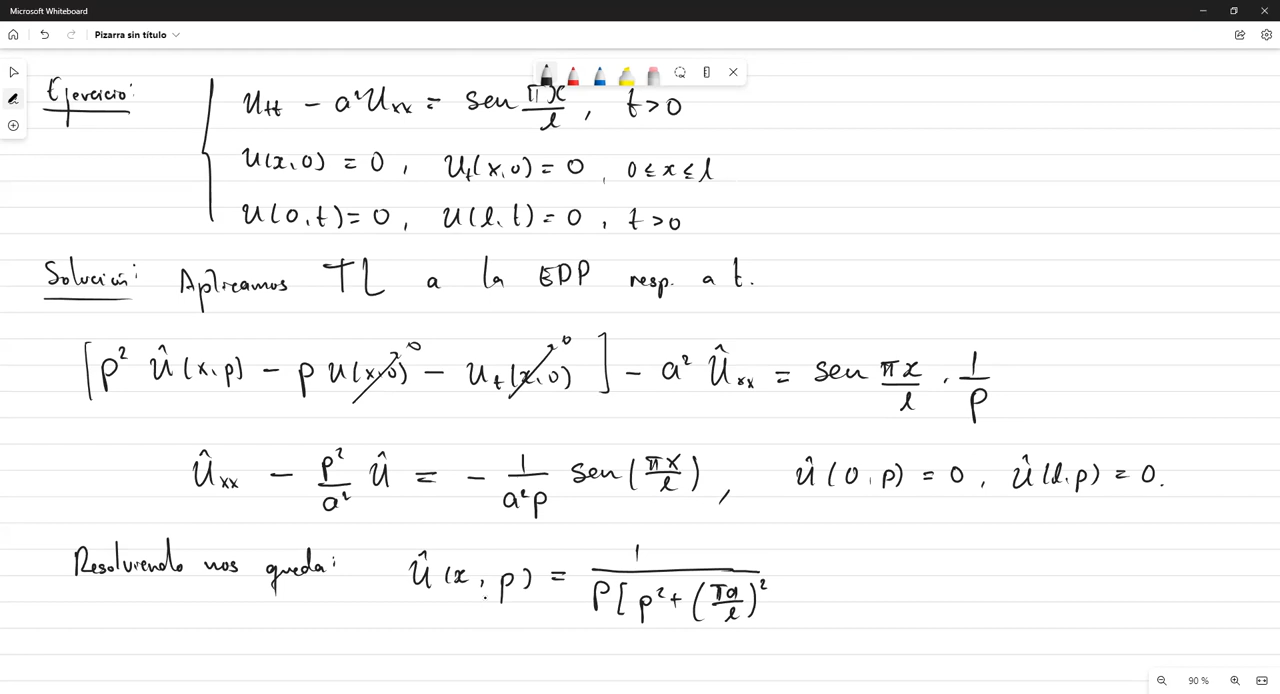 Microsoft Whiteboard
Pizarra sin título
Ejercicio: u_tt - a²u_xx = sen πx/l, t>0
u(x,0) = 0, u_t(x,0) = 0, 0 ≤ x ≤ l
u(0,t) = 0, u(l,t) = 0, t>0
Solución: Aplicamos TL a la EDP resp. a t.
[p² û(x,p) - p u(x,0)↗0 - u_t(x,0)↗0] - a² û_xx = sen πx/l . 1/p
û_xx - p²/a² û = - 1/(a²p) sen(πx/l), û(0,p) = 0, û(l,p) = 0.
Resolviendo nos queda: û(x,p) = 1/(p[p²+(πa/l)²
90 %